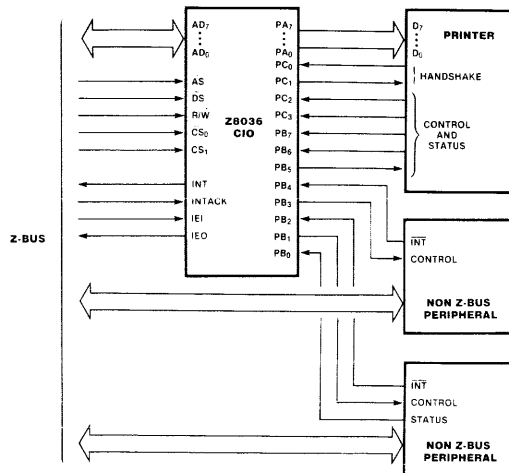 Z-BUS
AD7
AD0
AS
DS
R/W
CS0
CS1
INT
INTACK
IEI
IEO
Z8036
CIO
PA7
PA0
PC0
PC1
PC2
PC3
PB7
PB6
PB5
PB4
PB3
PB2
PB1
PB0
D7
D0
PRINTER
HANDSHAKE
CONTROL
AND
STATUS
INT
CONTROL
NON Z-BUS
PERIPHERAL
INT
CONTROL
STATUS
NON Z-BUS
PERIPHERAL